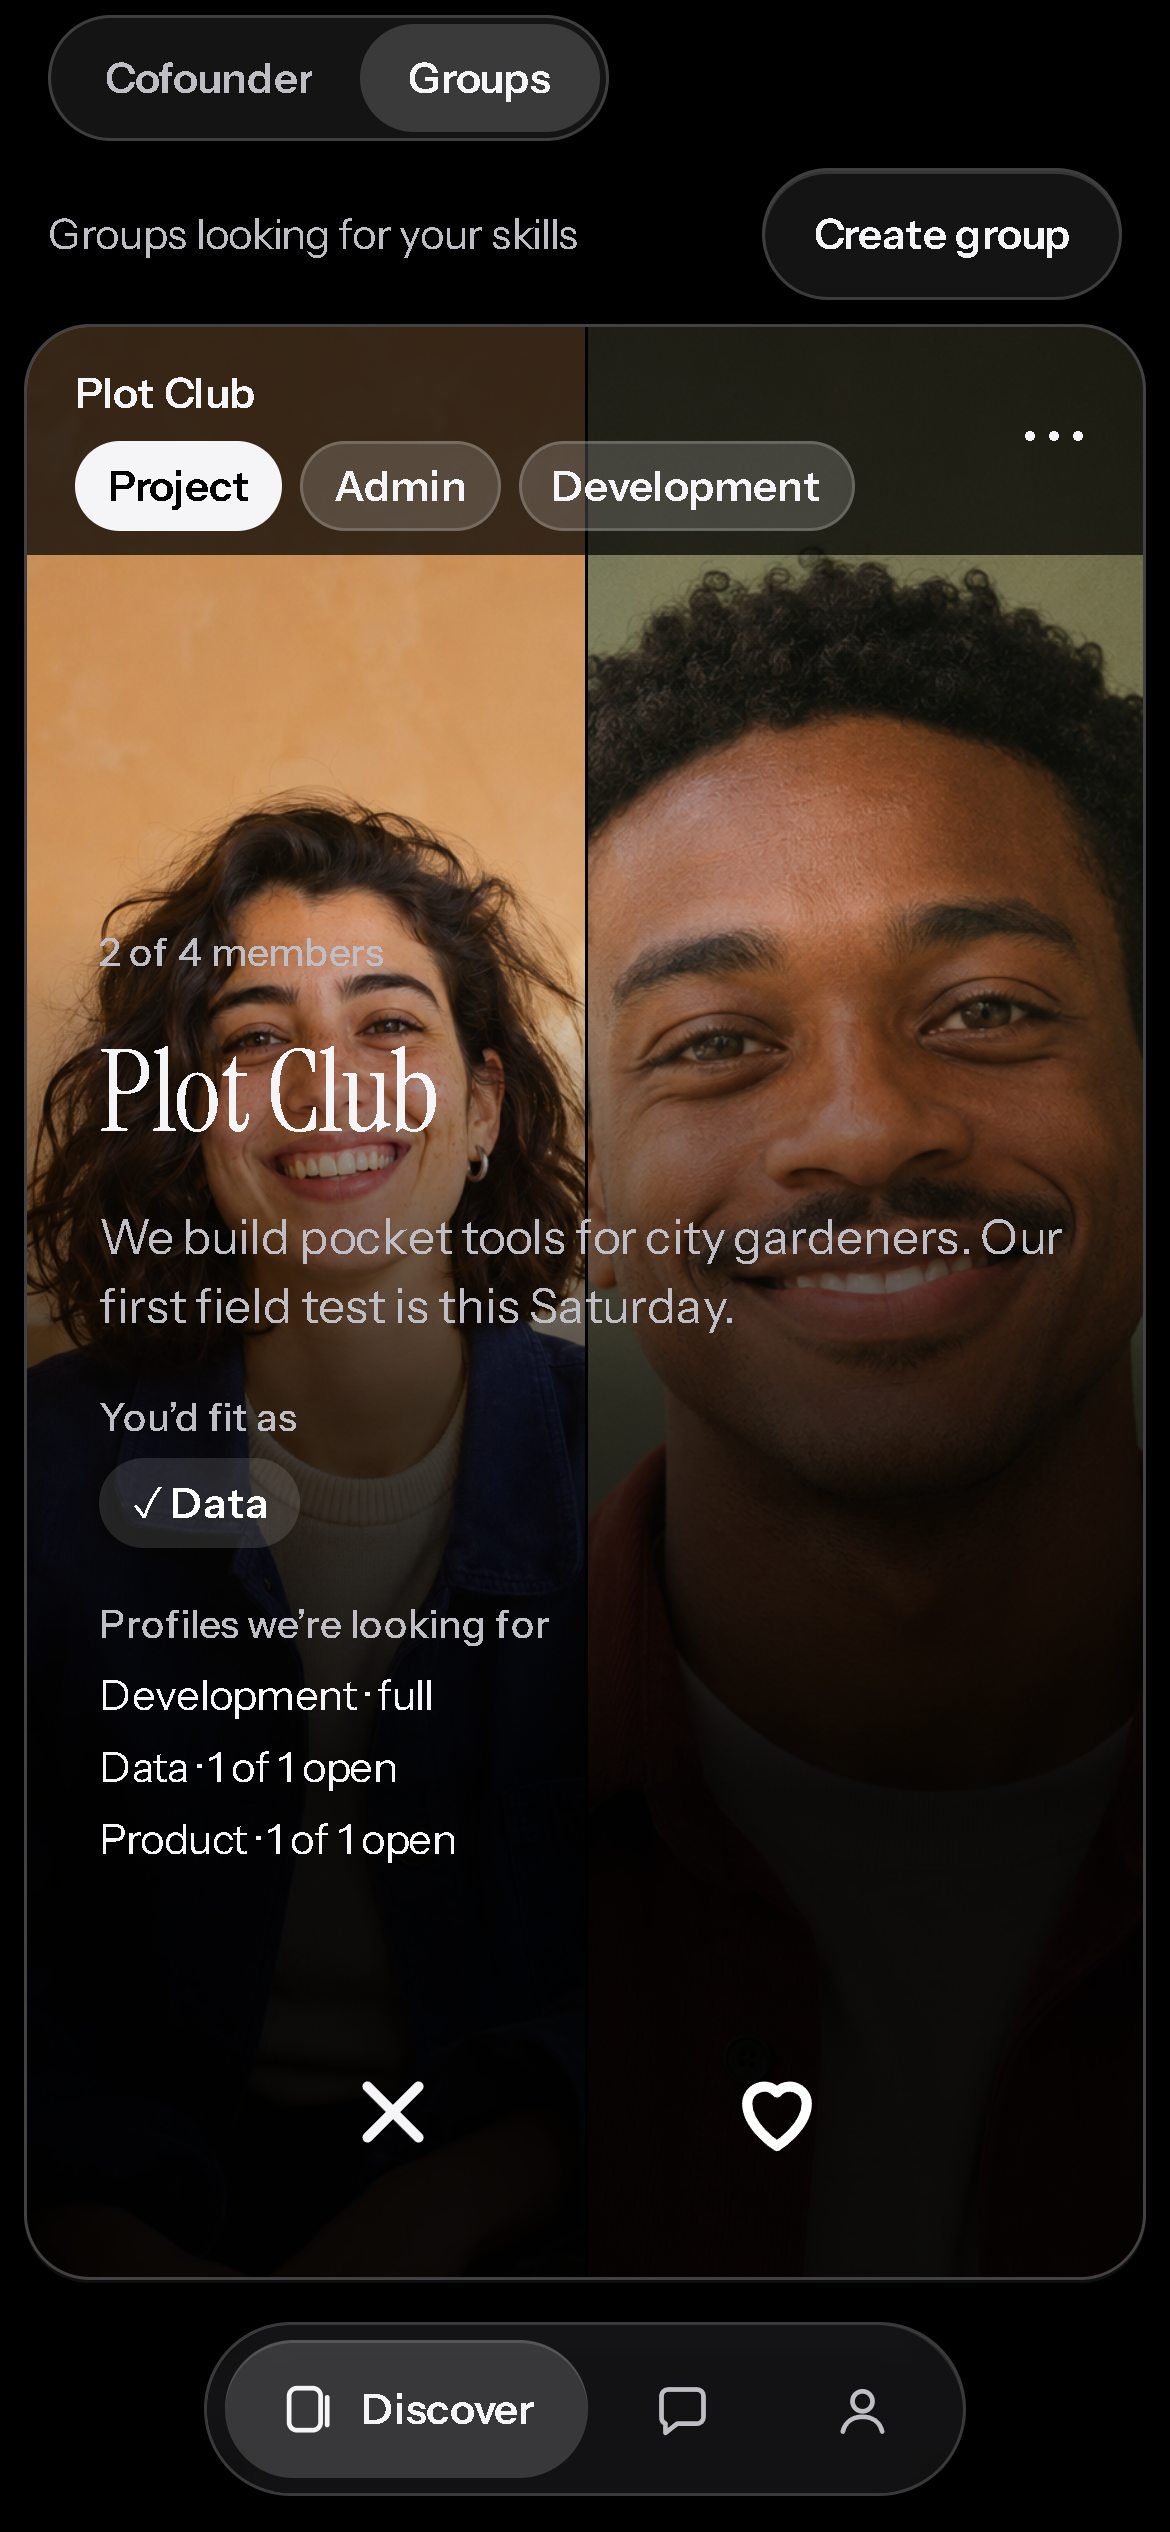 Cofounder Groups
Groups looking for your skills Create group
Plot Club
Project Admin Development
2 of 4 members
Plot Club
We build pocket tools for city gardeners. Our
first field test is this Saturday.
You’d fit as
✓ Data
Profiles we’re looking for
Development · full
Data · 1 of 1 open
Product · 1 of 1 open
Discover